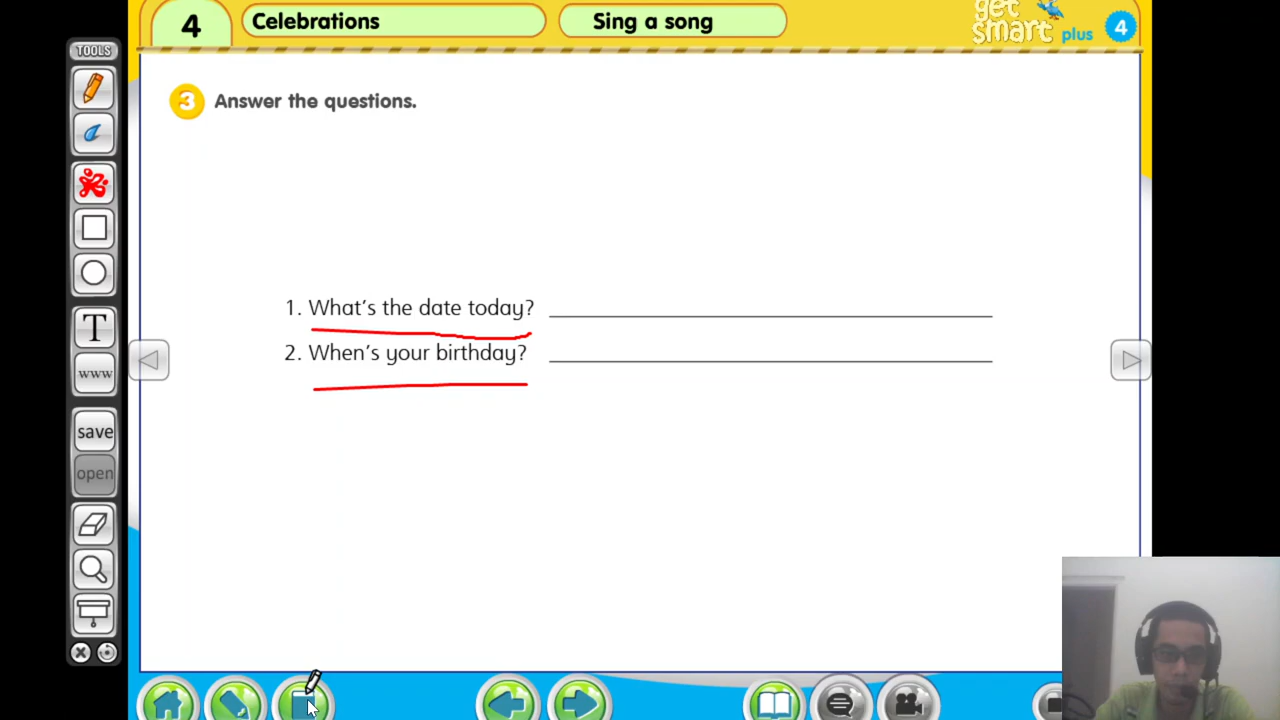 4 Celebrations Sing a song get smart plus 4
TOOLS
3 Answer the questions.
1. What's the date today?
2. When's your birthday?
T
www
save
open